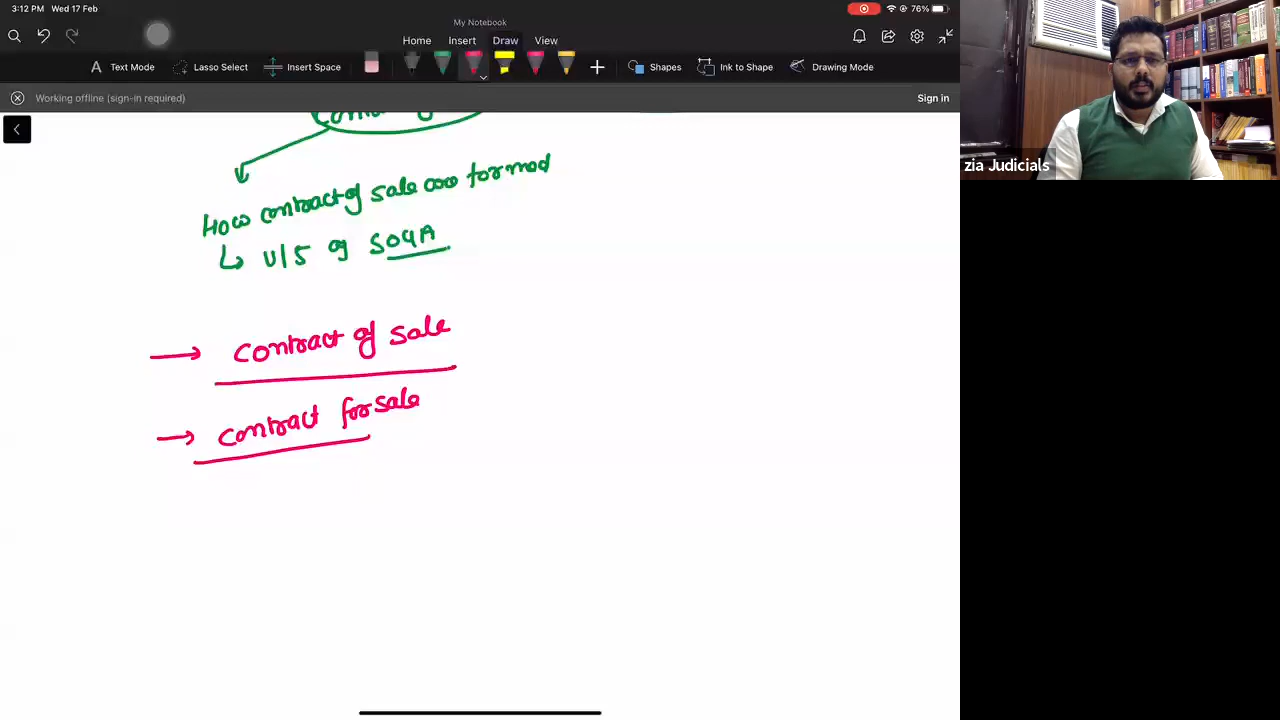 3:12 PM Wed 17 Feb
76%
My Notebook
Home Insert Draw View
Text Mode Lasso Select Insert Space Shapes Ink to Shape Drawing Mode
Working offline (sign-in required)
Sign in
How contract of sale are formed
U/5 of SOGA
contract of sale
contract for sale
zia Judicials